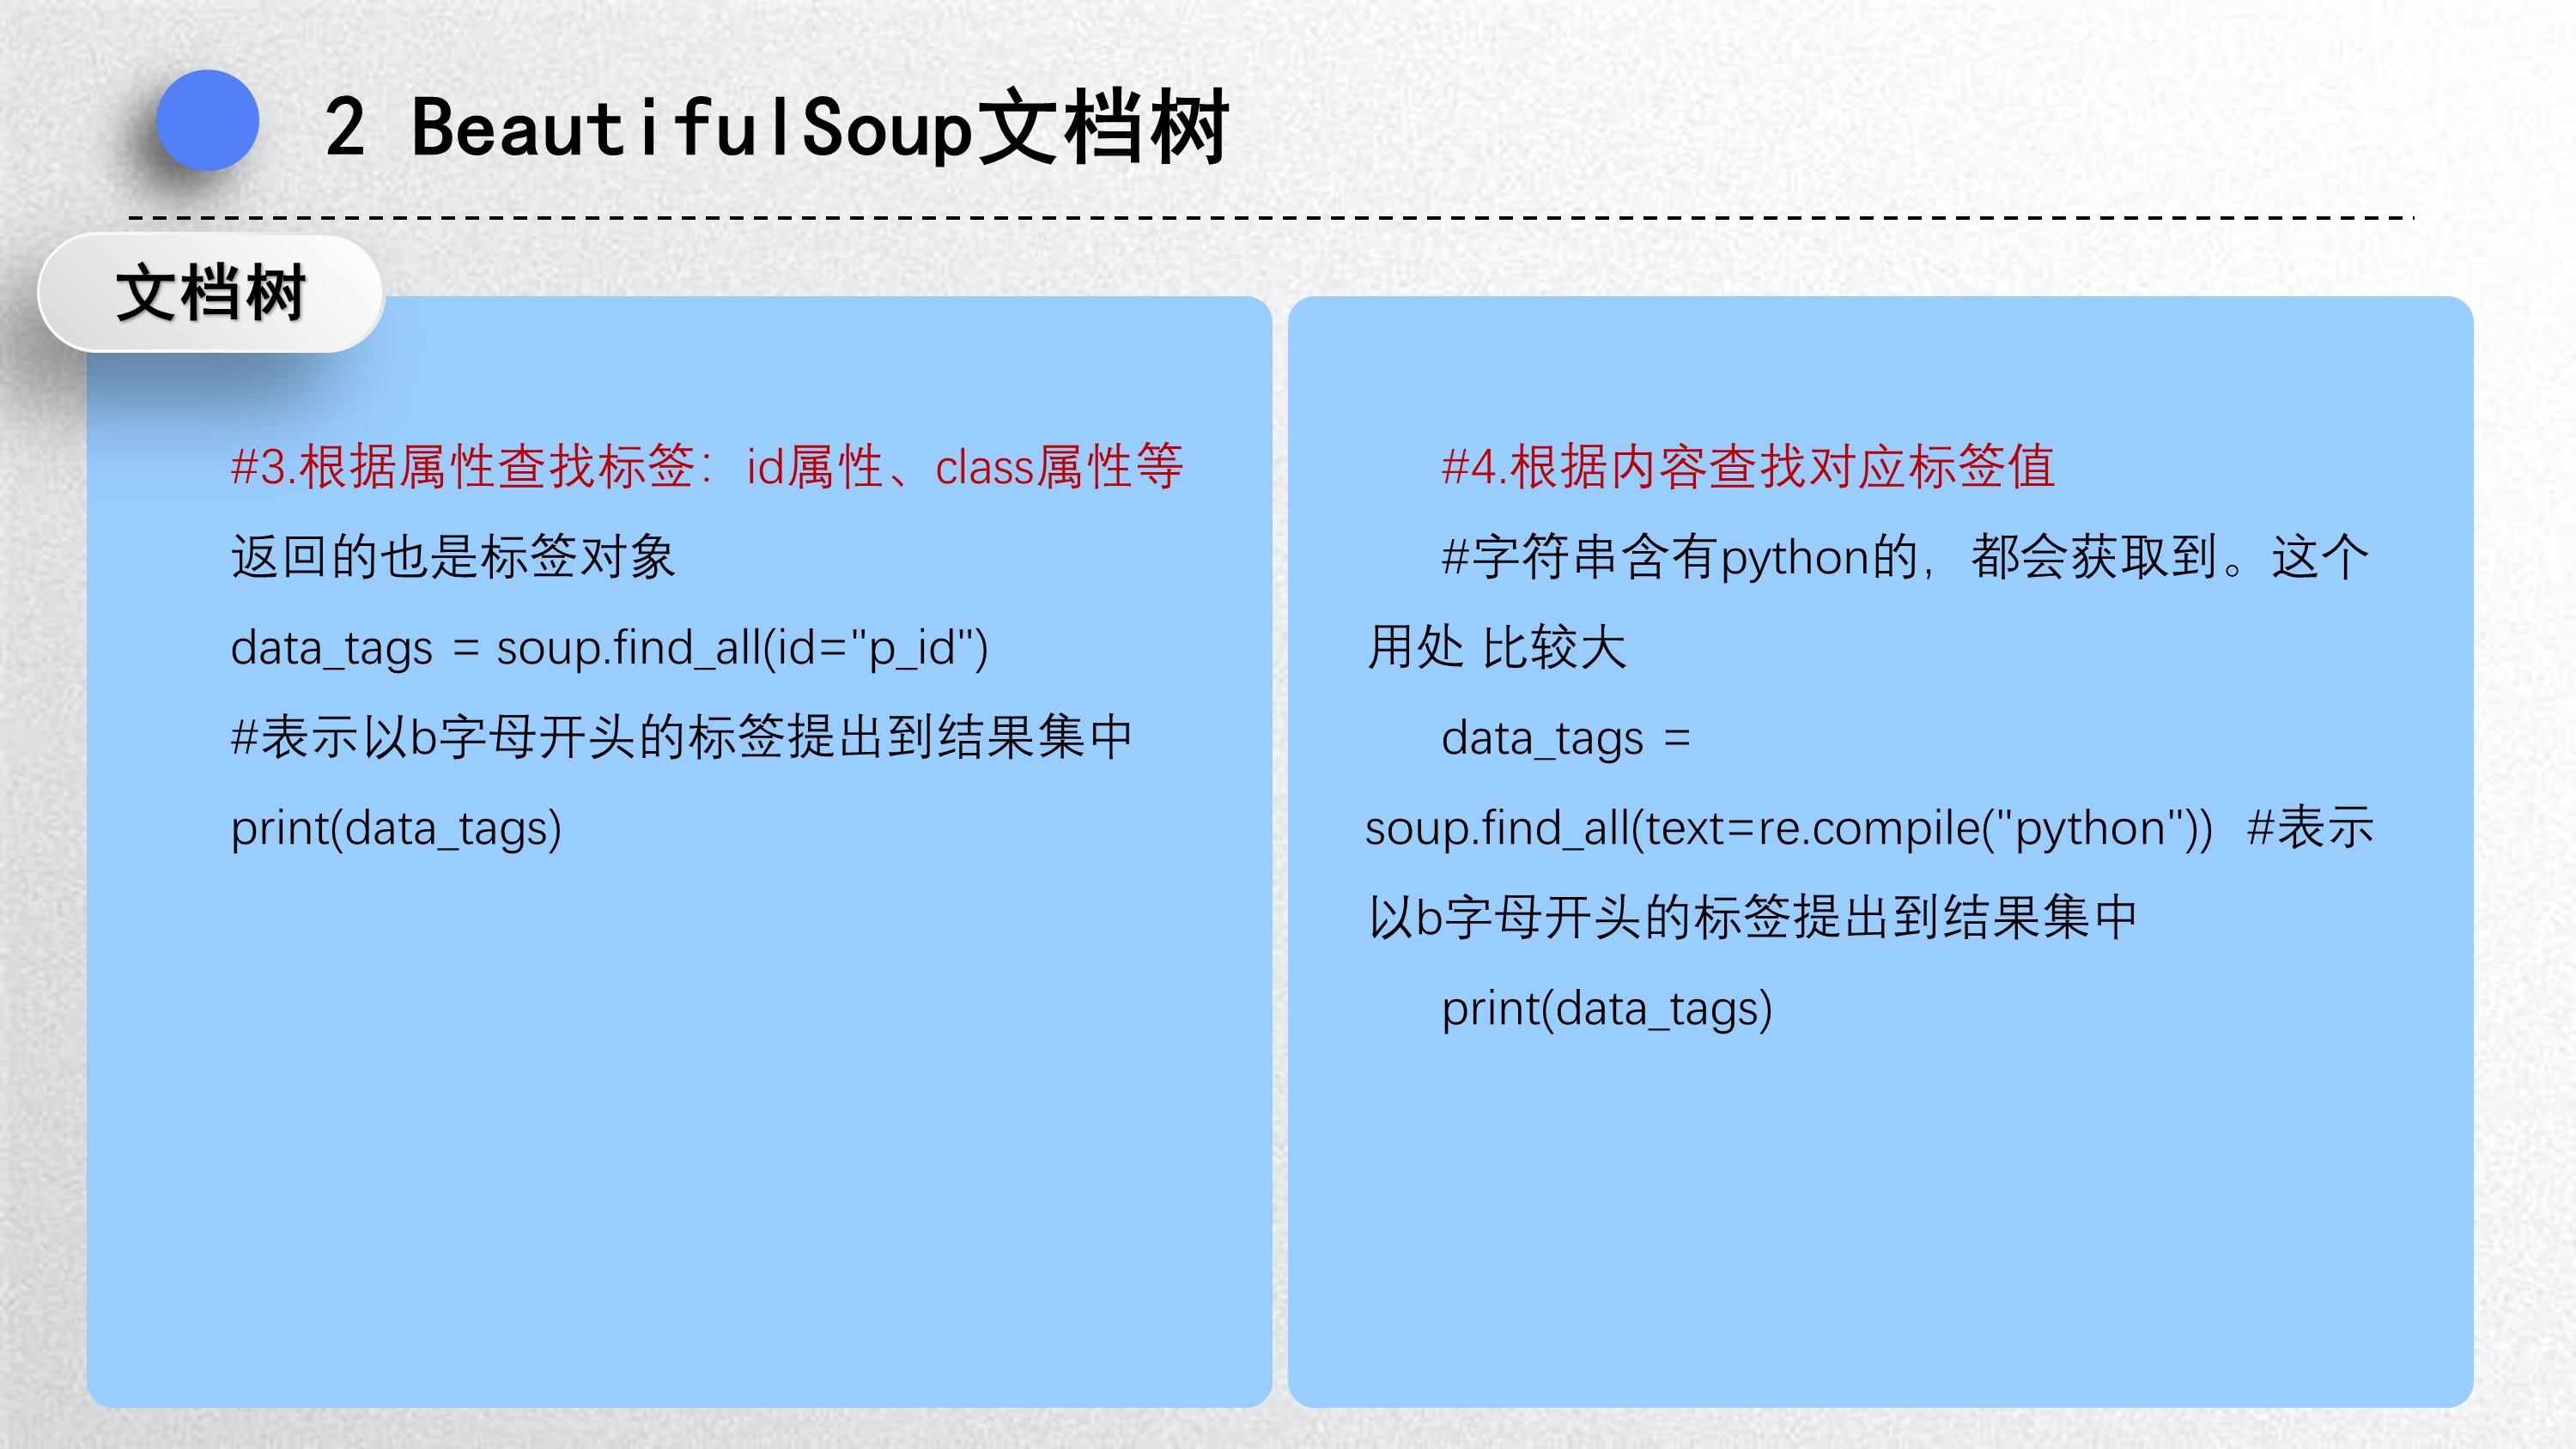 2 BeautifulSoup文档树
文档树
#3.根据属性查找标签：id属性、class属性等
返回的也是标签对象
data_tags = soup.find_all(id="p_id")
#表示以b字母开头的标签提出到结果集中
print(data_tags)
#4.根据内容查找对应标签值
#字符串含有python的，都会获取到。这个
用处 比较大
data_tags =
soup.find_all(text=re.compile("python")) #表示
以b字母开头的标签提出到结果集中
print(data_tags)